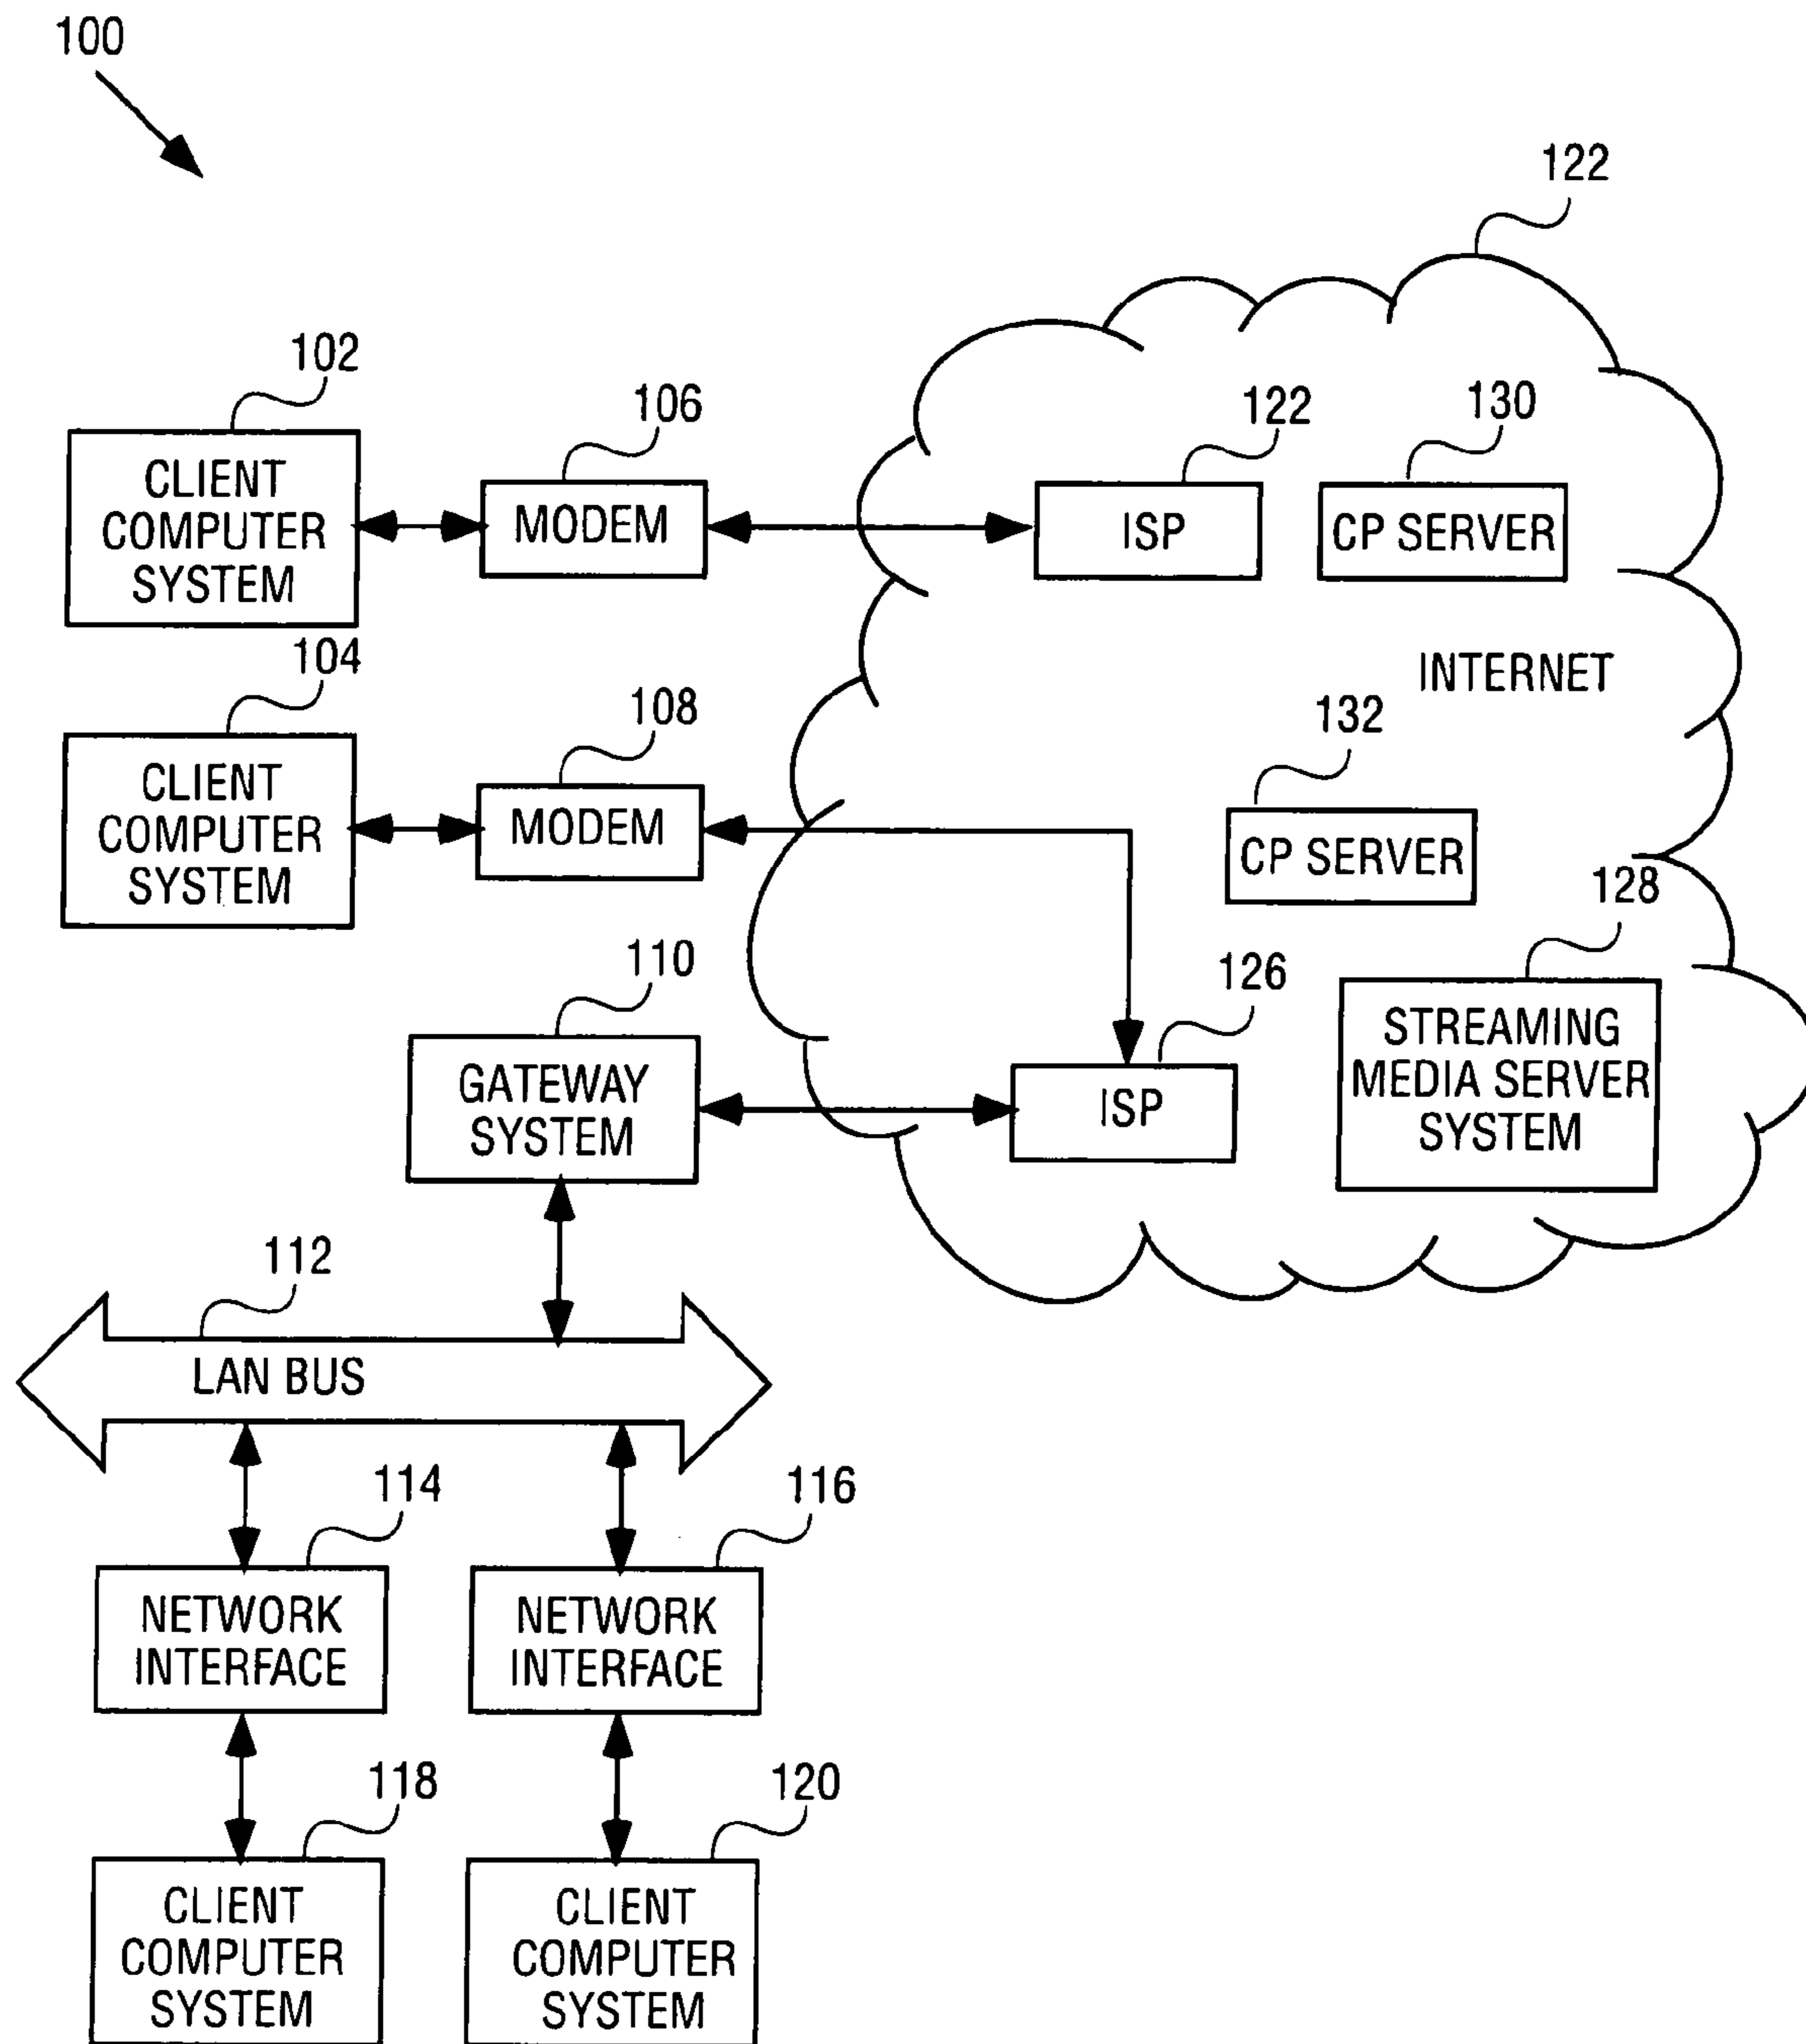 100
122
102
CLIENT
COMPUTER
SYSTEM
106
MODEM
122
ISP
130
CP SERVER
INTERNET
104
CLIENT
COMPUTER
SYSTEM
108
MODEM
132
CP SERVER
128
STREAMING
MEDIA SERVER
SYSTEM
110
GATEWAY
SYSTEM
126
ISP
112
LAN BUS
114
NETWORK
INTERFACE
116
NETWORK
INTERFACE
118
CLIENT
COMPUTER
SYSTEM
120
CLIENT
COMPUTER
SYSTEM